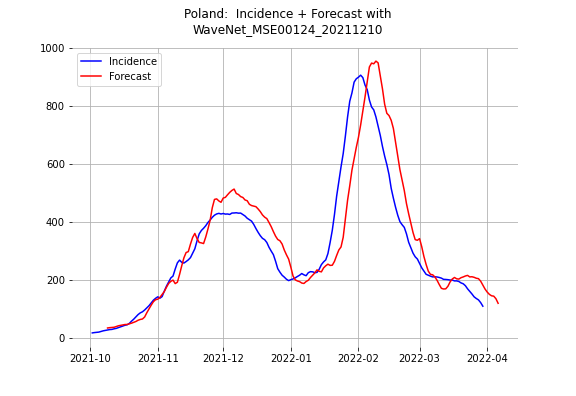 Poland:  Incidence + Forecast with
WaveNet_MSE00124_20211210
1000
Incidence
Forecast
800
600
400
200
0
2021-10 2021-11 2021-12 2022-01 2022-02 2022-03 2022-04